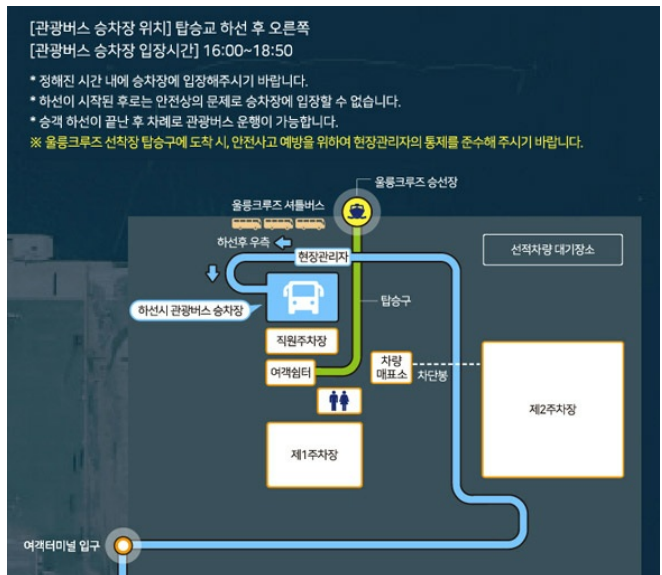 [관광버스 승차장 위치] 탑승교 하선 후 오른쪽
[관광버스 승차장 입장시간] 16:00~18:50
* 정해진 시간 내에 승차장에 입장해주시기 바랍니다.
* 하선이 시작된 후로는 안전상의 문제로 승차장에 입장할 수 없습니다.
* 승객 하선이 끝난 후 차례로 관광버스 운행이 가능합니다.
※ 울릉크루즈 선착장 탑승구에 도착 시, 안전사고 예방을 위하여 현장관리자의 통제를 준수해 주시기 바랍니다.
울릉크루즈 승선장
울릉크루즈 셔틀버스
하선후 우측
현장관리자
선적차량 대기장소
하선시 관광버스 승차장
탑승구
직원주차장
여객쉼터
차량
매표소
차단봉
제2주차장
제1주차장
여객터미널 입구